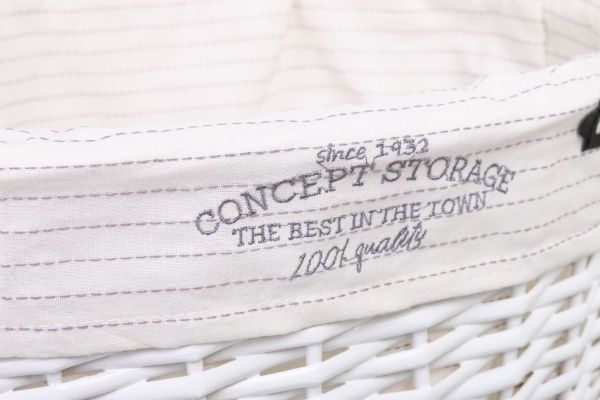 since 1932
CONCEPT STORAGE
THE BEST IN THE TOWN
100% quality